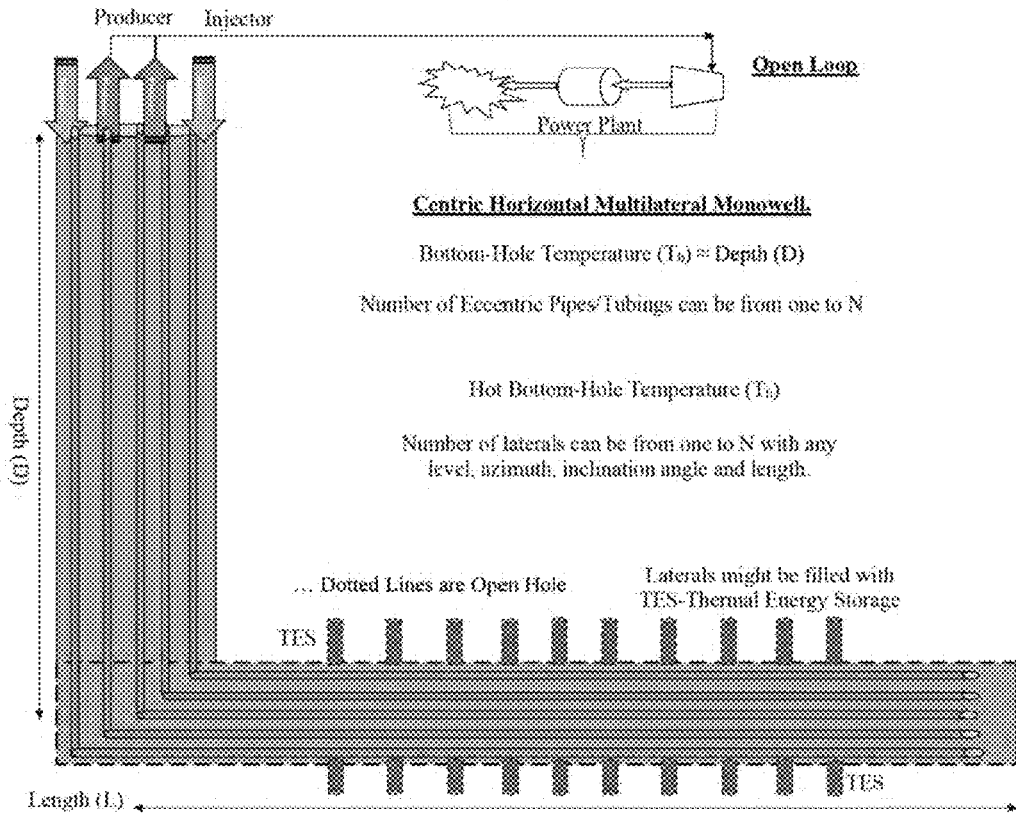 Producer Injector
Open Loop
Power Plant
Centric Horizontal Multilateral Monowell.
Bottom-Hole Temperature (Tₕ) ≈ Depth (D)
Number of Eccentric Pipes/Tubings can be from one to N
Hot Bottom-Hole Temperature (Tₕ)
Number of laterals can be from one to N with any
level, azimuth, inclination angle and length.
Depth (D)
... Dotted Lines are Open Hole
Laterals might be filled with
TES-Thermal Energy Storage
TES
TES
Length (L)